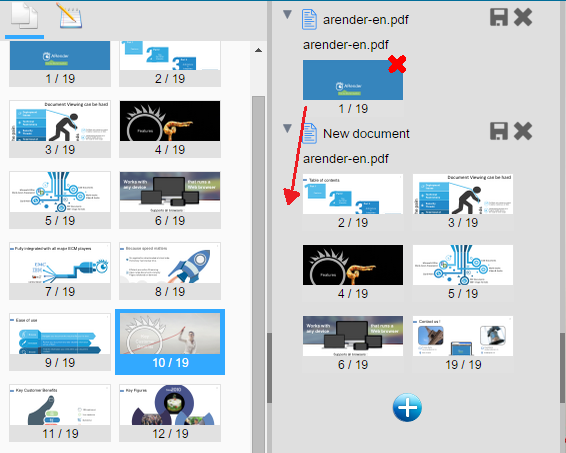 ARender
1 / 19
2 / 19
Document Viewing can be hard
3 / 19
Features
4 / 19
5 / 19
Works with
any device
that runs a
Web browser
Supports all browsers
6 / 19
Fully integrated with all major ECM players
7 / 19
Because speed matters
8 / 19
Ease of use
9 / 19
10 / 19
Key Customer Benefits
11 / 19
Key Figures
2010
12 / 19
arender-en.pdf
arender-en.pdf
ARender
1 / 19
New document
arender-en.pdf
Table of contents
2 / 19
Document Viewing can be hard
3 / 19
Features
4 / 19
5 / 19
Works with
any device
that runs a
Web browser
Supports all browsers
6 / 19
Contact us !
19 / 19